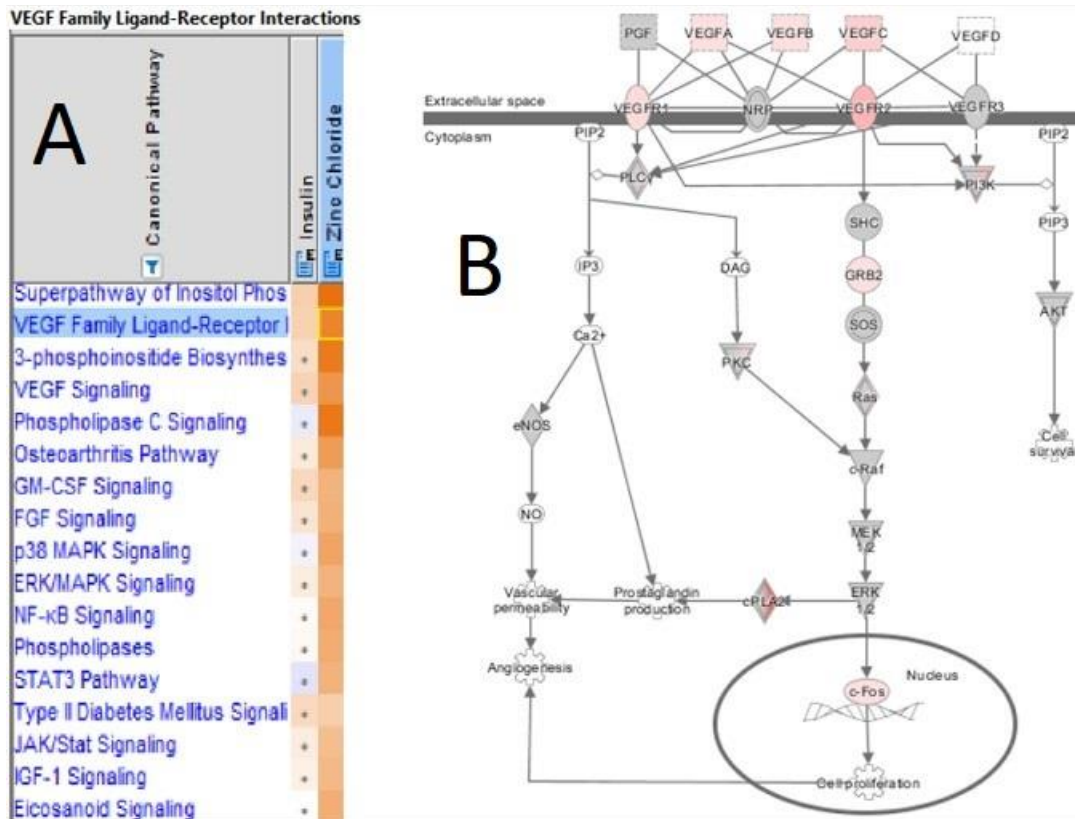 VEGF Family Ligand-Receptor Interactions
A
Canonical Pathway
Insulin
Zinc Chloride
Superpathway of Inositol Phos
VEGF Family Ligand-Receptor I
3-phosphoinositide Biosynthes
VEGF Signaling
Phospholipase C Signaling
Osteoarthritis Pathway
GM-CSF Signaling
FGF Signaling
p38 MAPK Signaling
ERK/MAPK Signaling
NF-κB Signaling
Phospholipases
STAT3 Pathway
Type II Diabetes Mellitus Signali
JAK/Stat Signaling
IGF-1 Signaling
Eicosanoid Signaling
B
PGF
VEGFA
VEGFB
VEGFC
VEGFD
Extracellular space
VEGFR1
NRP
VEGFR2
VEGFR3
Cytoplasm
PIP2
PIP2
PLCγ
PI3K
SHC
PIP3
IP3
DAG
GRB2
AKT
Ca2+
SOS
PKC
Ras
eNOS
Cell
survival
c-Raf
NO
MEK
1/2
Vascular
permeability
Prostaglandin
production
cPLA2
ERK
1/2
Angiogenesis
Nucleus
c-Fos
Cell proliferation